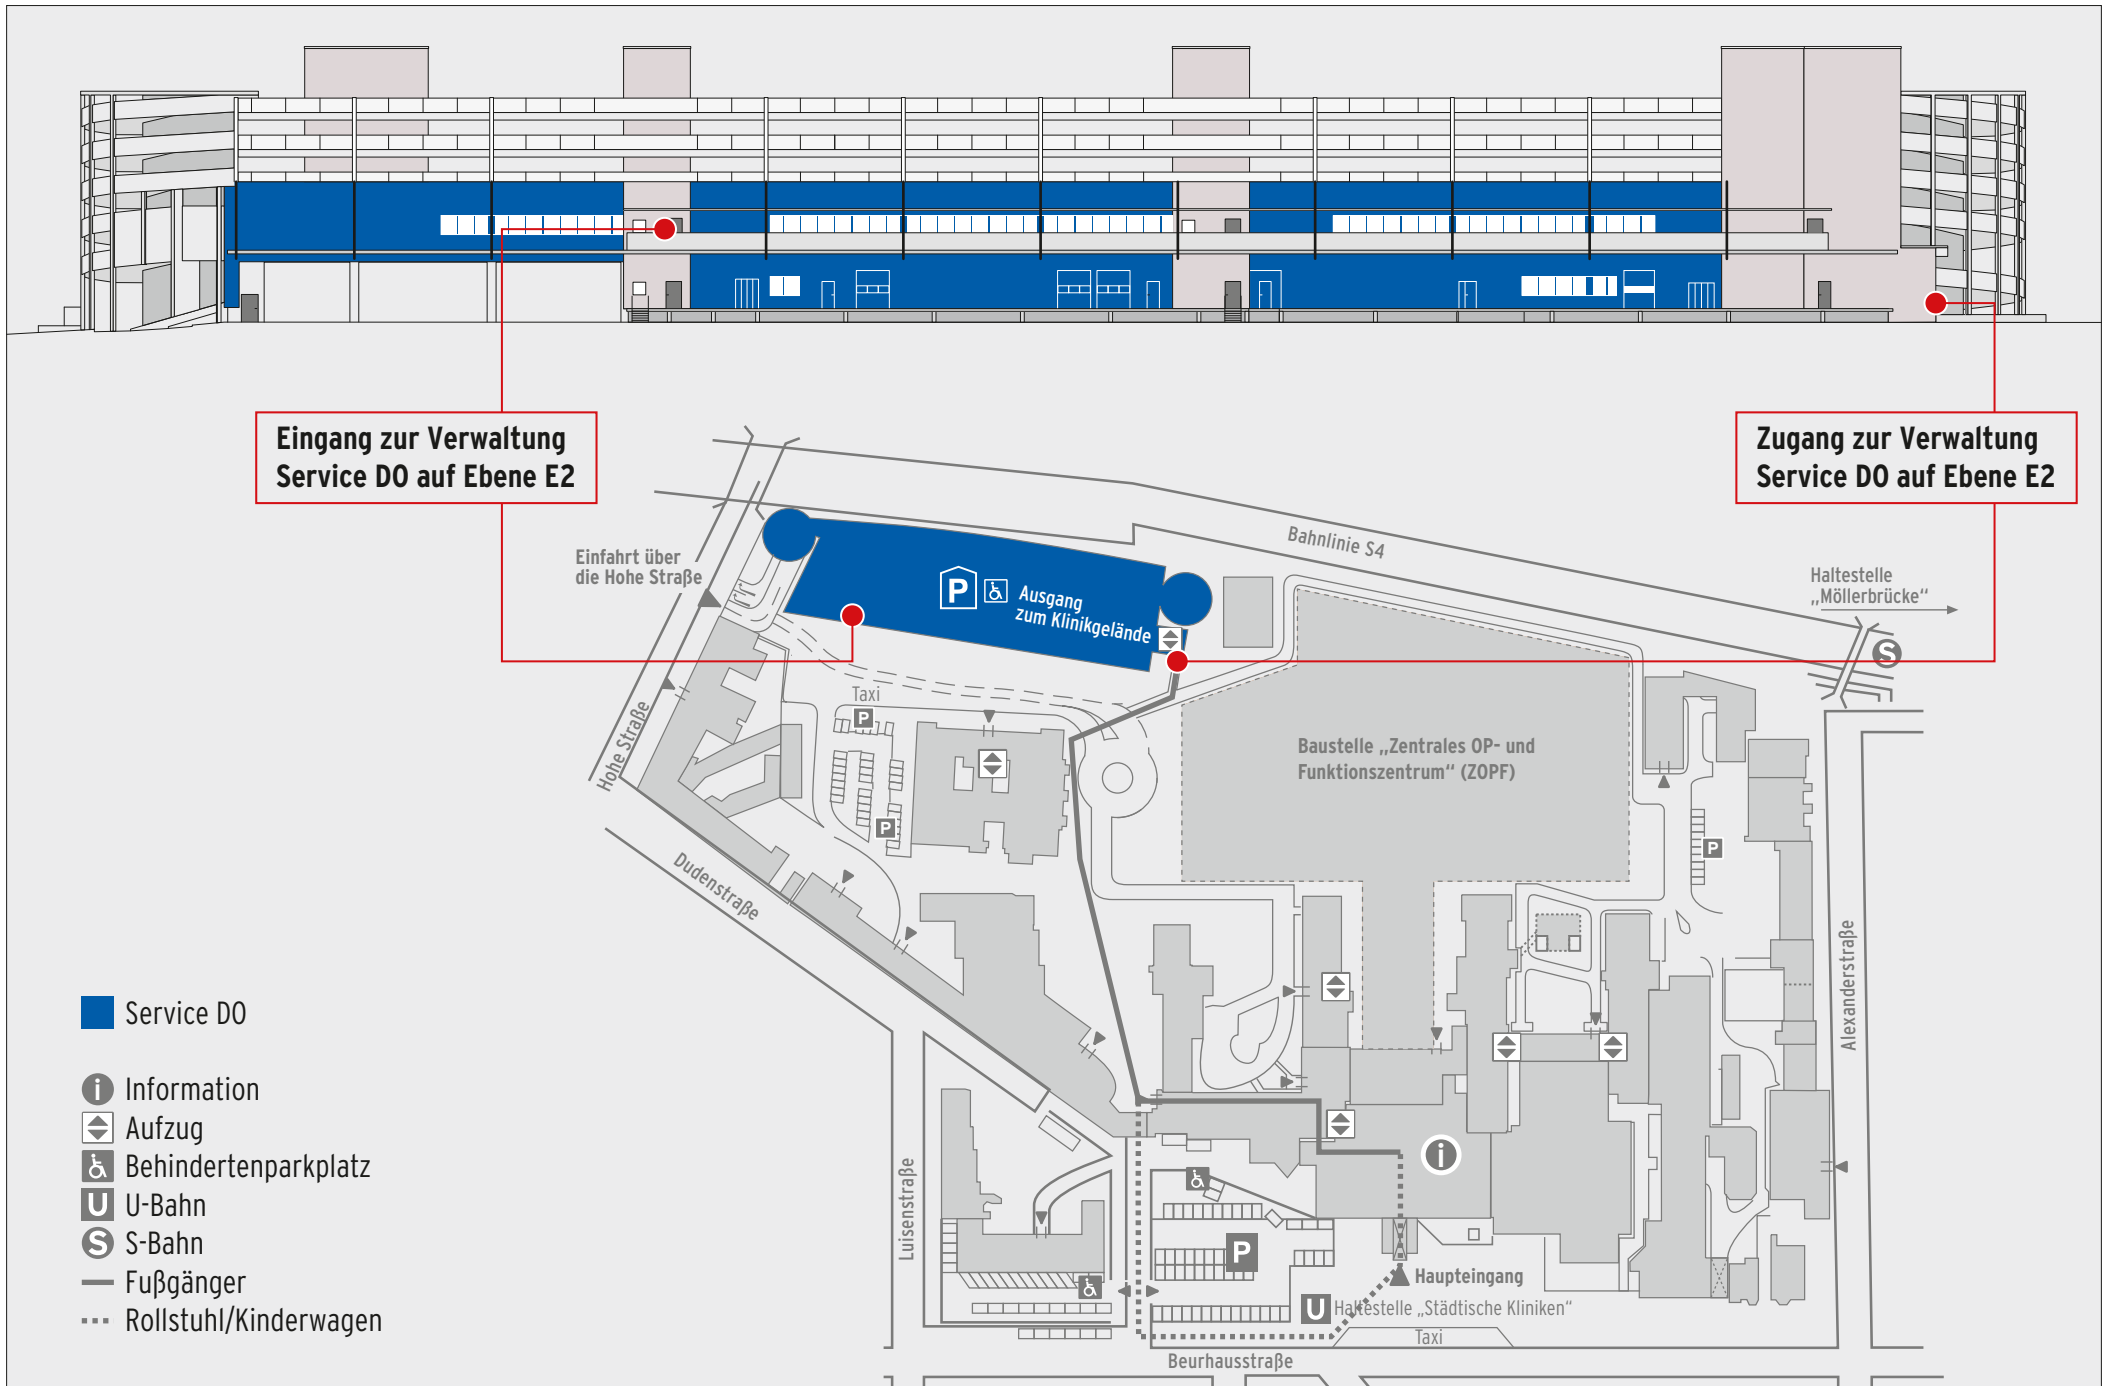 Eingang zur Verwaltung
Service DO auf Ebene E2
Zugang zur Verwaltung
Service DO auf Ebene E2
Bahnlinie S4
Einfahrt über
die Hohe Straße
P
Ausgang
zum Klinikgelände
Haltestelle
„Möllerbrücke“
S
Hohe Straße
Taxi
P
P
Baustelle „Zentrales OP- und
Funktionszentrum“ (ZOPF)
P
Dudenstraße
Alexanderstraße
Service DO
i Information
Aufzug
Behindertenparkplatz
U U-Bahn
S S-Bahn
Fußgänger
Rollstuhl/Kinderwagen
Luisenstraße
i
P
Haupteingang
U Haltestelle „Städtische Kliniken“
Taxi
Beurhausstraße